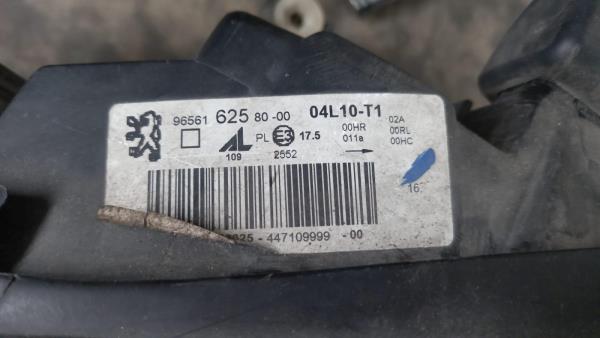 96561 625 80-00 04L10-T1
02A
00HR 00RL
AL PL E3 17.5 011a 00HC
109 2552
16
447109999 -00